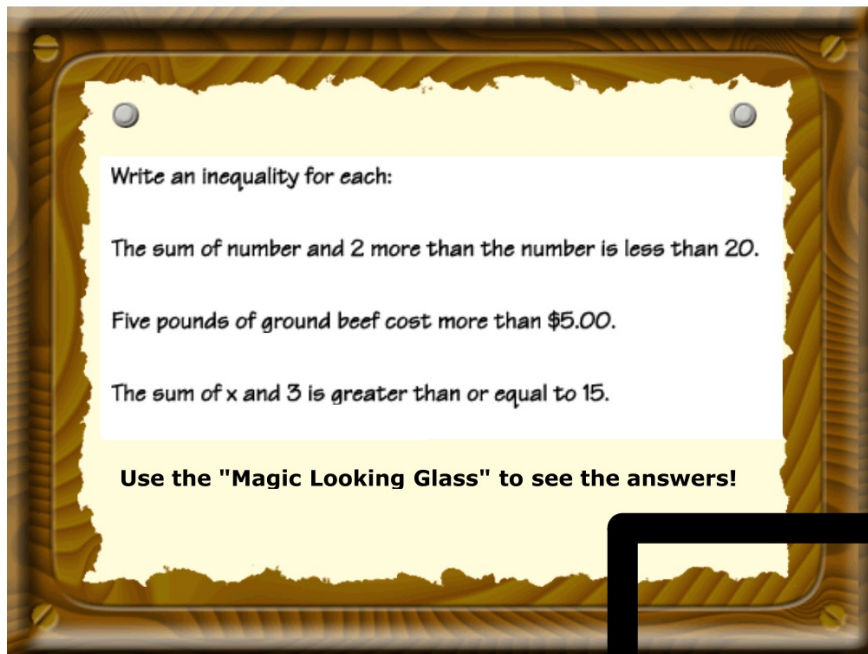 Write an inequality for each:
The sum of number and 2 more than the number is less than 20.
Five pounds of ground beef cost more than $5.00.
The sum of x and 3 is greater than or equal to 15.
Use the "Magic Looking Glass" to see the answers!